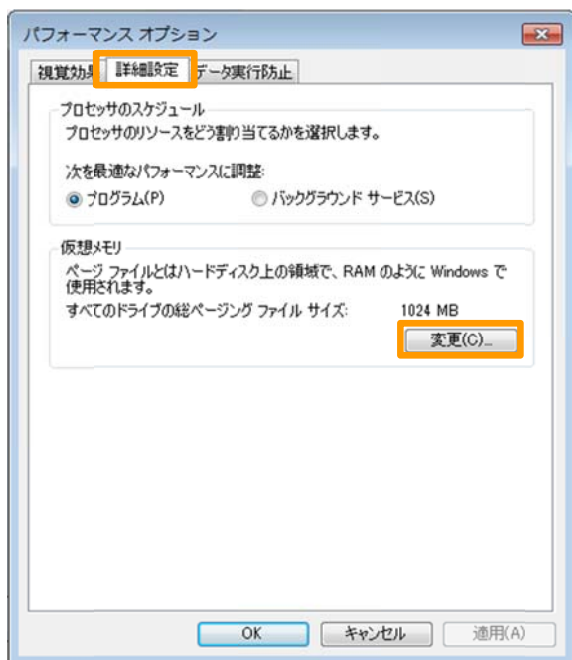 パフォーマンス オプション
視覚効果 詳細設定 データ実行防止
プロセッサのスケジュール
プロセッサのリソースをどう割り当てるかを選択します。
次を最適なパフォーマンスに調整:
プログラム(P) バックグラウンド サービス(S)
仮想メモリ
ページ ファイルとはハードディスク上の領域で、RAM のように Windows で
使用されます。
すべてのドライブの総ページング ファイル サイズ: 1024 MB
変更(C)...
OK キャンセル 適用(A)